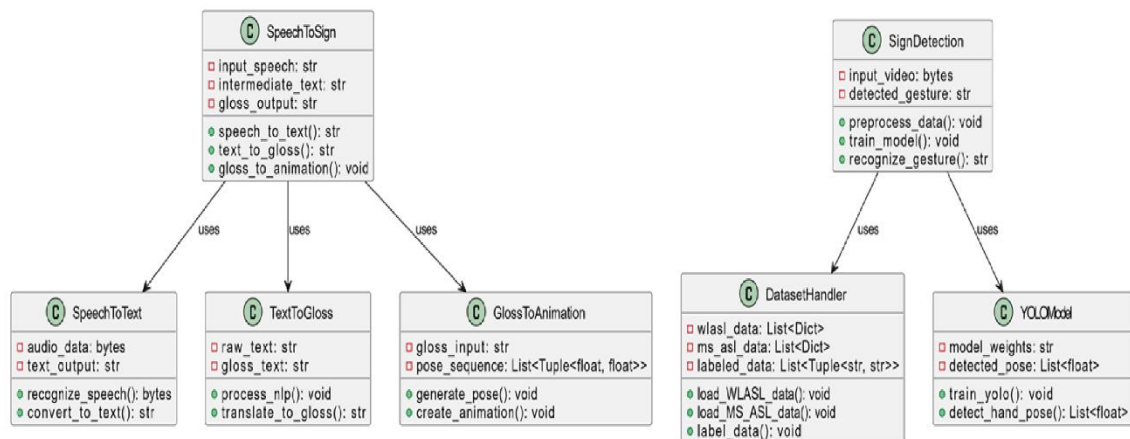 C SpeechToSign
input_speech: str
intermediate_text: str
gloss_output: str
speech_to_text(): str
text_to_gloss(): str
gloss_to_animation(): void
C SignDetection
input_video: bytes
detected_gesture: str
preprocess_data(): void
train_model(): void
recognize_gesture(): str
uses
uses
uses
uses
uses
C SpeechToText
audio_data: bytes
text_output: str
recognize_speech(): bytes
convert_to_text(): str
C TextToGloss
raw_text: str
gloss_text: str
process_nlp(): void
translate_to_gloss(): str
C GlossToAnimation
gloss_input: str
pose_sequence: List<Tuple<float, float>>
generate_pose(): void
create_animation(): void
C DatasetHandler
wlasl_data: List<Dict>
ms_asl_data: List<Dict>
labeled_data: List<Tuple<str, str>>
load_WLASL_data(): void
load_MS_ASL_data(): void
label_data(): void
C YOLOModel
model_weights: str
detected_pose: List<float>
train_yolo(): void
detect_hand_pose(): List<float>